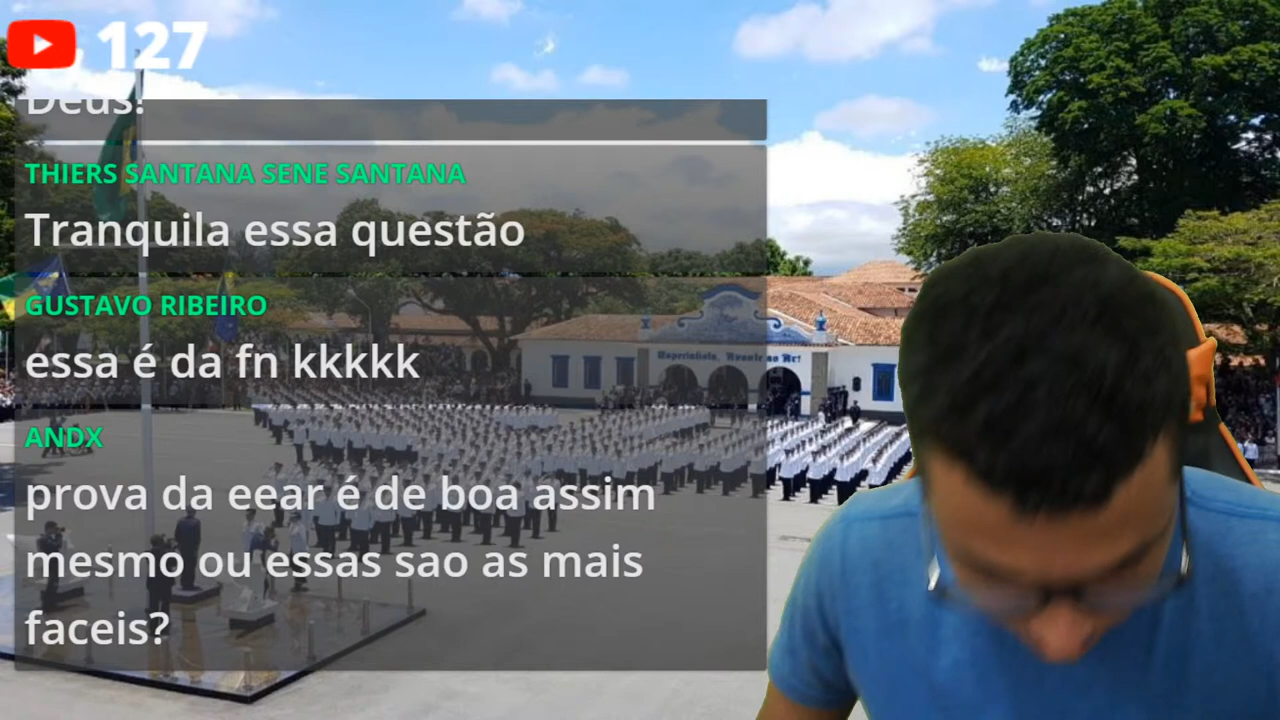 127
Deus!
THIERS SANTANA SENE SANTANA
Tranquila essa questão
GUSTAVO RIBEIRO
essa é da fn kkkkk
ANDX
prova da eear é de boa assim
mesmo ou essas sao as mais
faceis?